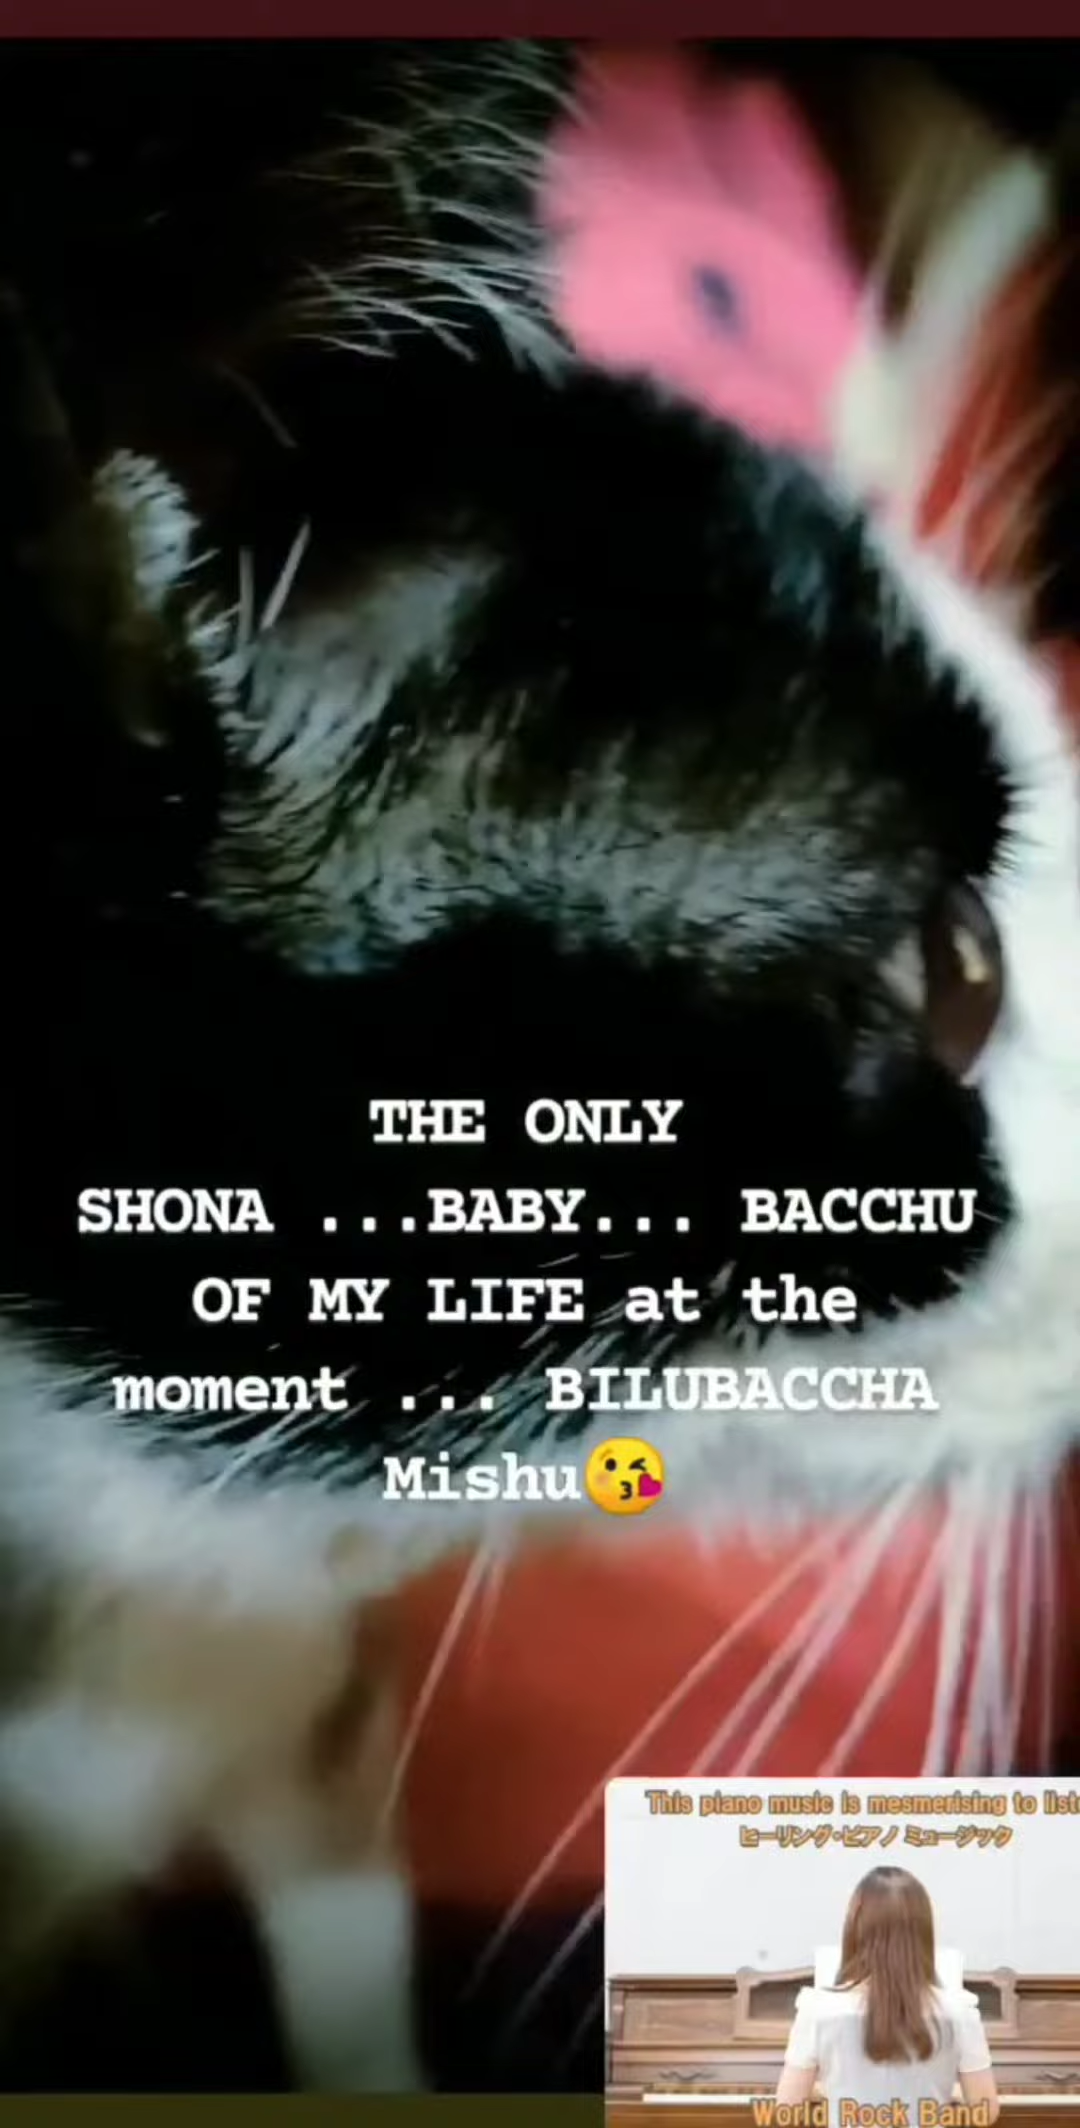 THE ONLY
SHONA ...BABY... BACCHU
OF MY LIFE at the
moment ... BILUBACCHA
Mishu😘
This piano music is mesmerising to list
ヒーリング・ピアノ ミュージック
World Rock Band